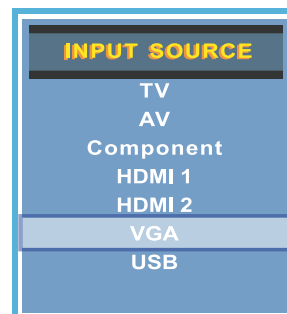 INPUT SOURCE
TV
AV
Component
HDMI 1
HDMI 2
VGA
USB